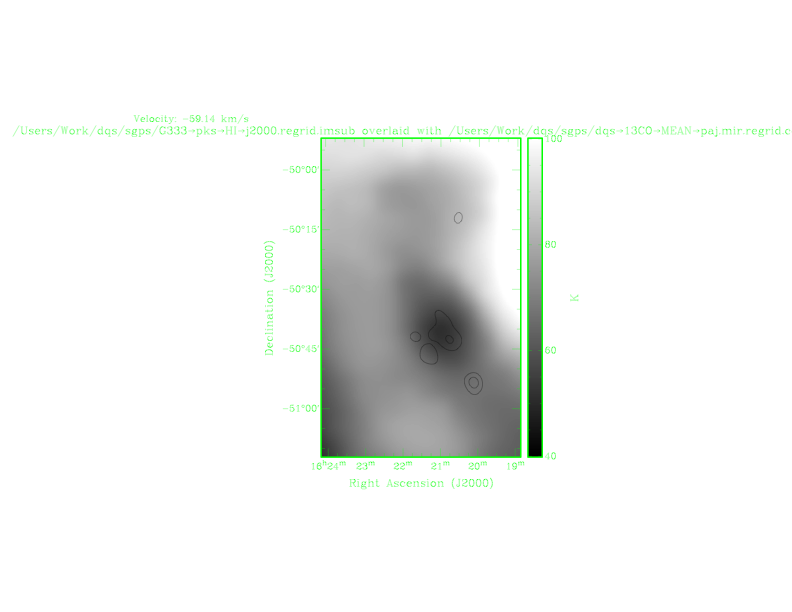 Velocity: -59.14 km/s
/Users/Work/dqs/sgps/G333→pks→HI→j2000.regrid.imsub overlaid with /Users/Work/dqs/sgps/dqs→13CO→MEAN→paj.mir.regrid.c
100
-50°00'
-50°15'
80
-50°30'
Declination (J2000)
K
-50°45'
60
-51°00'
40
16ʰ24ᵐ 23ᵐ 22ᵐ 21ᵐ 20ᵐ 19ᵐ
Right Ascension (J2000)